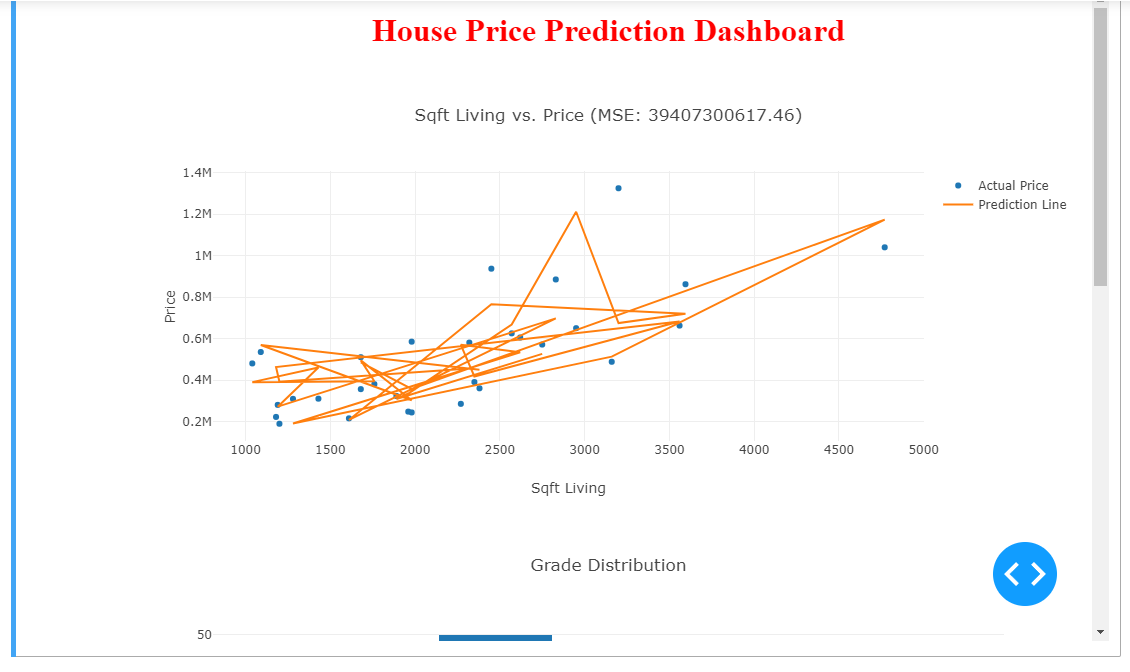 House Price Prediction Dashboard
Sqft Living vs. Price (MSE: 39407300617.46)
1.4M
1.2M
1M
0.8M
0.6M
0.4M
0.2M
Price
1000 1500 2000 2500 3000 3500 4000 4500 5000
Sqft Living
Actual Price
Prediction Line
Grade Distribution
50